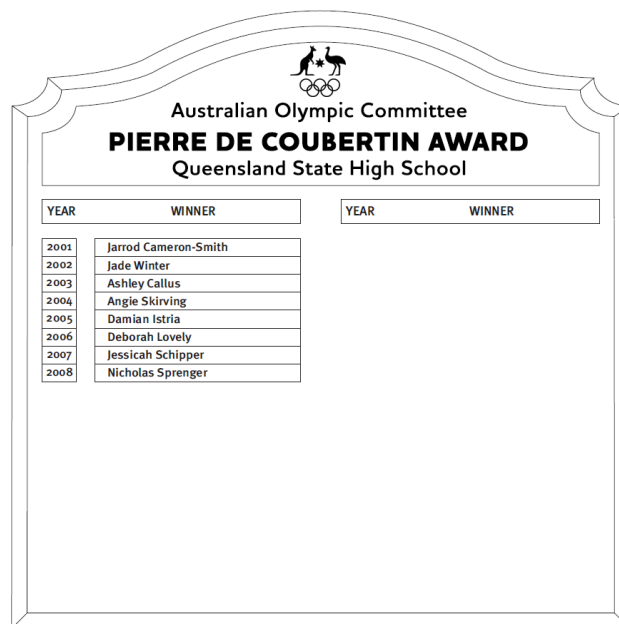 Australian Olympic Committee
PIERRE DE COUBERTIN AWARD
Queensland State High School
YEAR WINNER YEAR WINNER
2001 Jarrod Cameron-Smith
2002 Jade Winter
2003 Ashley Callus
2004 Angie Skirving
2005 Damian Istria
2006 Deborah Lovely
2007 Jessicah Schipper
2008 Nicholas Sprenger